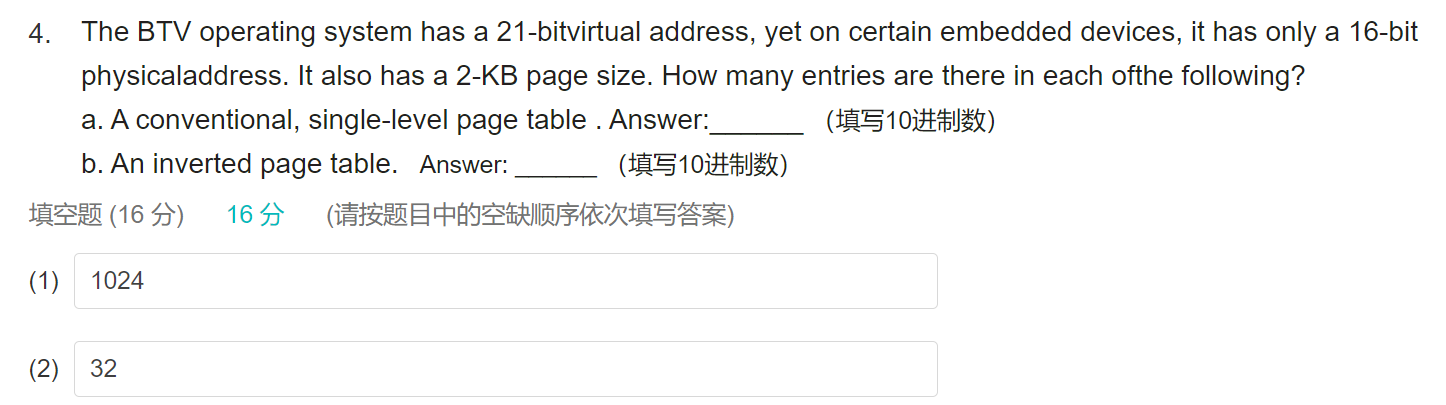 4. The BTV operating system has a 21-bitvirtual address, yet on certain embedded devices, it has only a 16-bit
physicaladdress. It also has a 2-KB page size. How many entries are there in each ofthe following?
a. A conventional, single-level page table . Answer:______ (填写10进制数)
b. An inverted page table. Answer: ______ (填写10进制数)
填空题 (16 分) 16 分 (请按题目中的空缺顺序依次填写答案)
(1) 1024
(2) 32